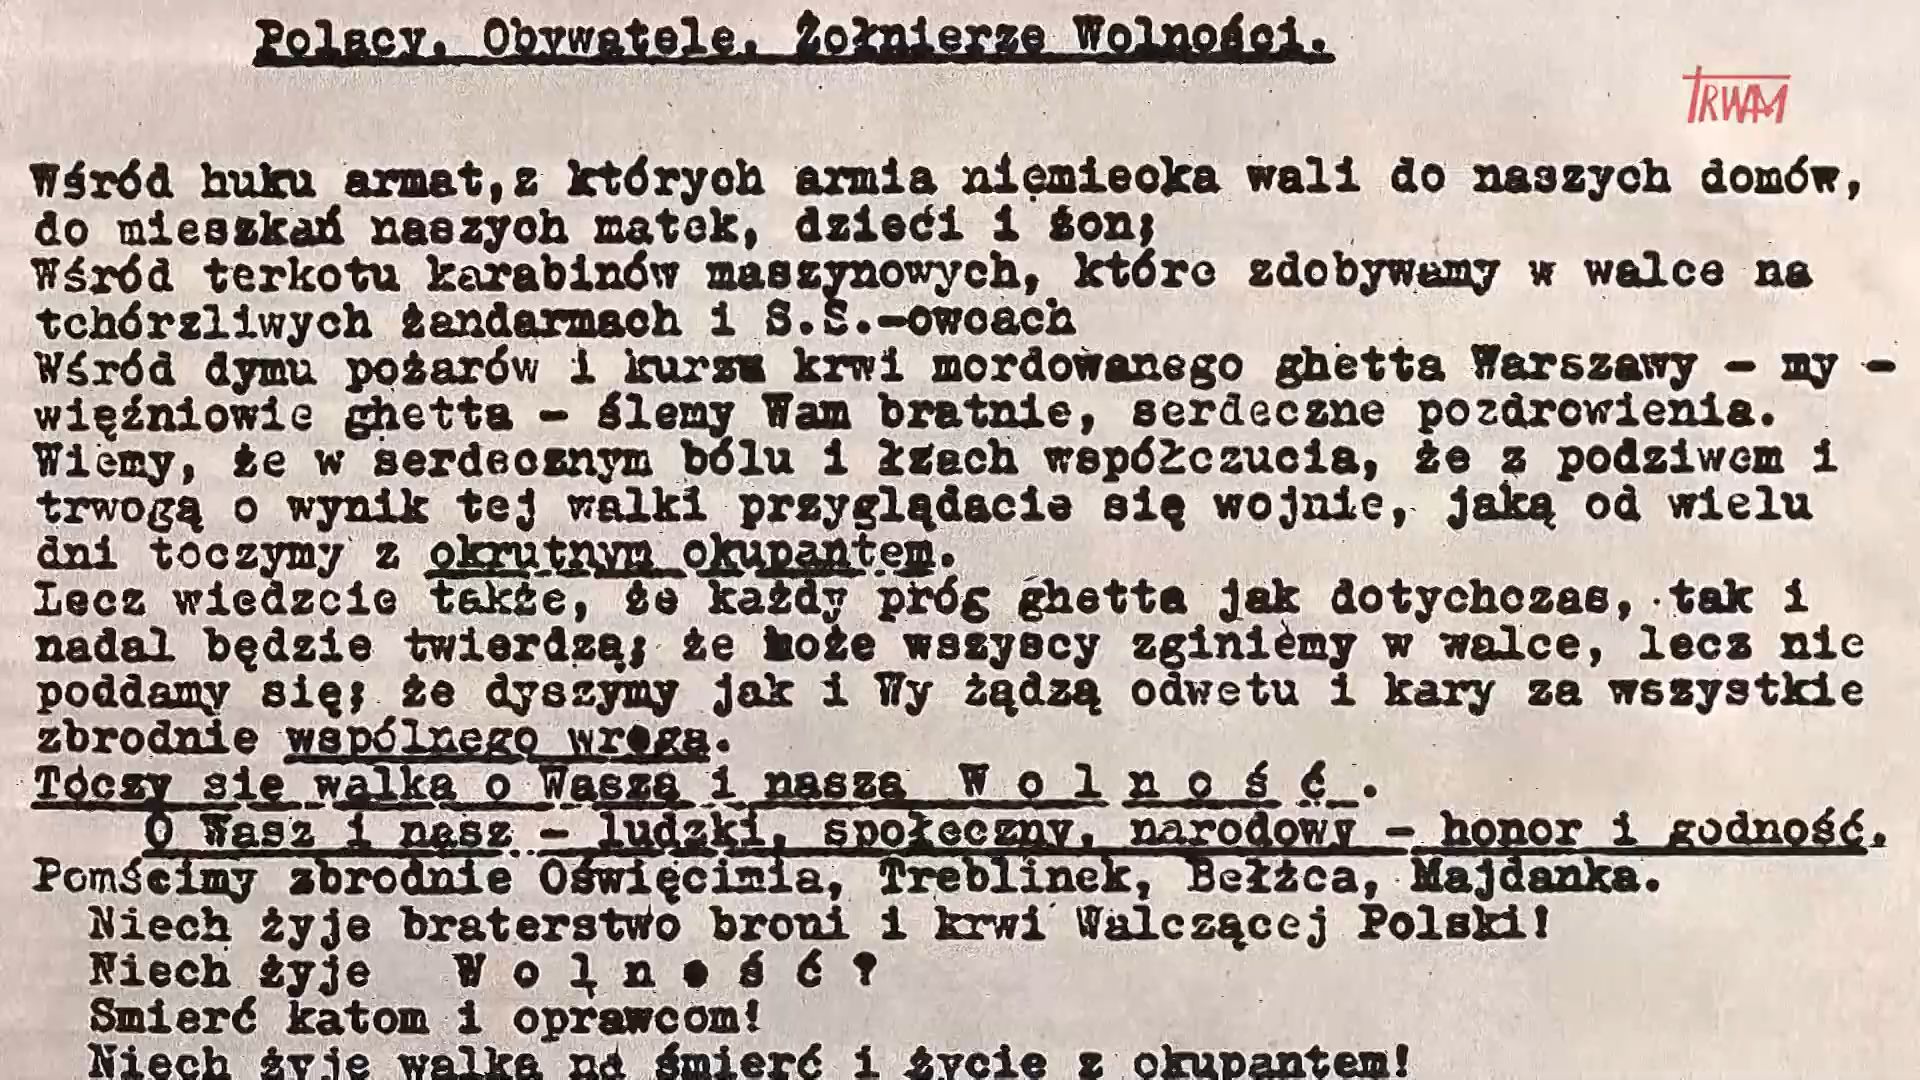 Polacy, Obywatele, Żołnierze Wolności.
TRWAM
Wśród huku armat, z których armia niemiecka wali do naszych domów,
do mieszkań naszych matek, dzieci i żon;
Wśród terkotu karabinów maszynowych, które zdobywamy w walce na
tchórzliwych żandarmach i S.S.-owcach
Wśród dymu pożarów i kurzu krwi mordowanego ghetta Warszawy - my -
więźniowie ghetta - ślemy Wam bratnie, serdeczne pozdrowienia.
Wiemy, że w serdecznym bólu i łzach współczucia, że z podziwem i
trwogą o wynik tej walki przyglądacie się wojnie, jaką od wielu
dni toczymy z okrutnym okupantem.
Lecz wiedzcie także, że każdy próg ghetta jak dotychczas, tak i
nadal będzie twierdzą; że może wszyscy zginiemy w walce, lecz nie
poddamy się; że dyszymy jak i Wy żądzą odwetu i kary za wszystkie
zbrodnie wspólnego wroga.
Toczy się walka o Waszą i naszą W o l n o ś ć .
O Wasz i nasz - ludzki, społeczny, narodowy - honor i godność.
Pomścimy zbrodnie Oświęcimia, Treblinek, Bełżca, Majdanka.
Niech żyje braterstwo broni i krwi Walczącej Polski!
Niech żyje W o l n o ś ć ?
Smierć katom i oprawcom!
Niech żyje walka na śmierć i życie z okupantem!